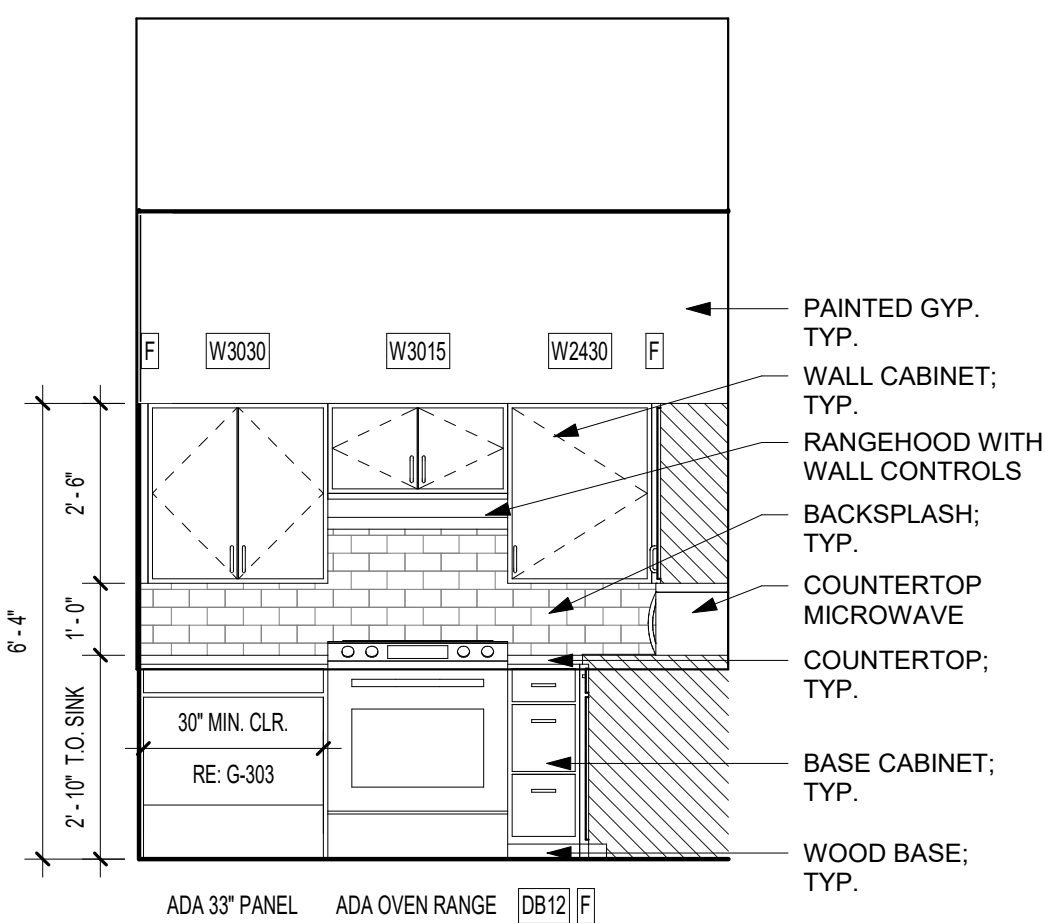 PAINTED GYP.
TYP.
F W3030 W3015 W2430 F
WALL CABINET;
TYP.
RANGEHOOD WITH
WALL CONTROLS
BACKSPLASH;
TYP.
COUNTERTOP
MICROWAVE
COUNTERTOP;
TYP.
BASE CABINET;
TYP.
WOOD BASE;
TYP.
6' - 4"
2' - 6"
1' - 0"
2' - 10" T.O. SINK
30" MIN. CLR.
RE: G-303
ADA 33" PANEL ADA OVEN RANGE DB12 F